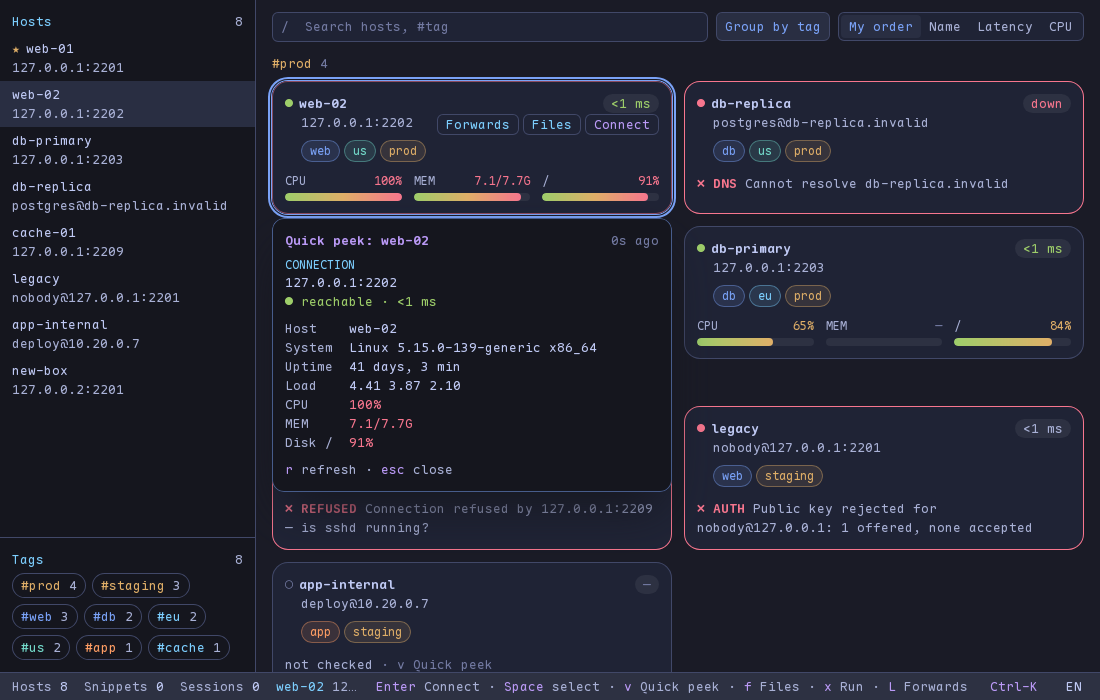 Hosts 8
★ web-01
127.0.0.1:2201
web-02
127.0.0.1:2202
db-primary
127.0.0.1:2203
db-replica
postgres@db-replica.invalid
cache-01
127.0.0.1:2209
legacy
nobody@127.0.0.1:2201
app-internal
deploy@10.20.0.7
new-box
127.0.0.2:2201
Tags 8
#prod 4 #staging 3
#web 3 #db 2 #eu 2
#us 2 #app 1 #cache 1
/ Search hosts, #tag Group by tag My order Name Latency CPU
#prod 4
web-02 <1 ms
127.0.0.1:2202 Forwards Files Connect
web us prod
CPU 100% MEM 7.1/7.7G / 91%
db-replica down
postgres@db-replica.invalid
db us prod
× DNS Cannot resolve db-replica.invalid
Quick peek: web-02 0s ago
CONNECTION
127.0.0.1:2202
reachable · <1 ms
Host web-02
System Linux 5.15.0-139-generic x86_64
Uptime 41 days, 3 min
Load 4.41 3.87 2.10
CPU 100%
MEM 7.1/7.7G
Disk / 91%
r refresh · esc close
db-primary <1 ms
127.0.0.1:2203
db eu prod
CPU 65% MEM — / 84%
× REFUSED Connection refused by 127.0.0.1:2209
— is sshd running?
legacy <1 ms
nobody@127.0.0.1:2201
web staging
× AUTH Public key rejected for
nobody@127.0.0.1: 1 offered, none accepted
app-internal —
deploy@10.20.0.7
app staging
not checked · v Quick peek
Hosts 8 Snippets 0 Sessions 0 web-02 12… Enter Connect · Space select · v Quick peek · f Files · x Run · L Forwards Ctrl-K EN